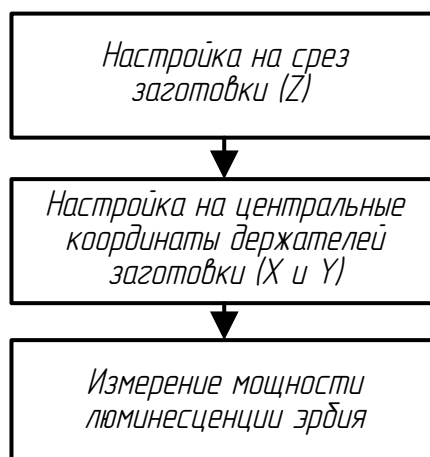 Настройка на срез
заготовки (Z)
Настройка на центральные
координаты держателей
заготовки (X и Y)
Измерение мощности
люминесценции эрбия